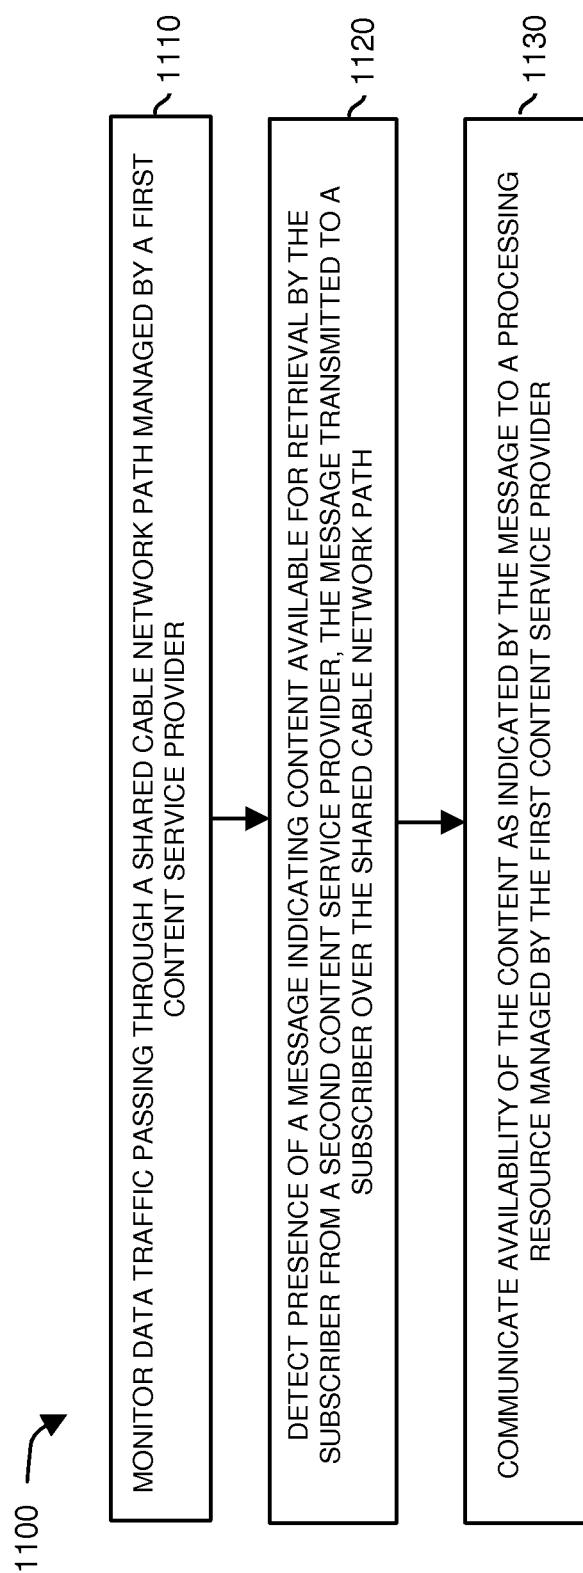 1100
1110
MONITOR DATA TRAFFIC PASSING THROUGH A SHARED CABLE NETWORK PATH MANAGED BY A FIRST
CONTENT SERVICE PROVIDER
1120
DETECT PRESENCE OF A MESSAGE INDICATING CONTENT AVAILABLE FOR RETRIEVAL BY THE
SUBSCRIBER FROM A SECOND CONTENT SERVICE PROVIDER, THE MESSAGE TRANSMITTED TO A
SUBSCRIBER OVER THE SHARED CABLE NETWORK PATH
1130
COMMUNICATE AVAILABILITY OF THE CONTENT AS INDICATED BY THE MESSAGE TO A PROCESSING
RESOURCE MANAGED BY THE FIRST CONTENT SERVICE PROVIDER